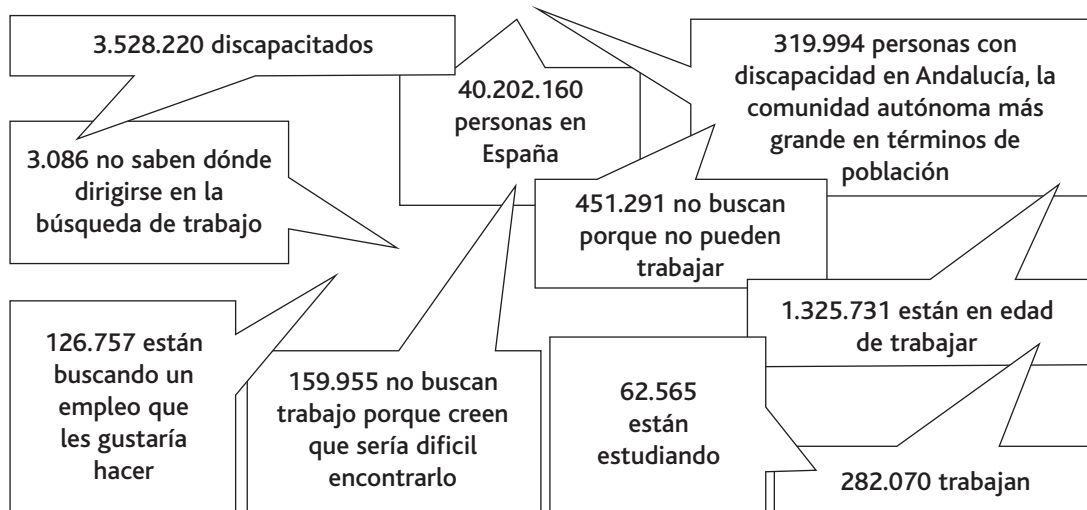 3.528.220 discapacitados
40.202.160
personas en
España
319.994 personas con
discapacidad en Andalucía, la
comunidad autónoma más
grande en términos de
población
3.086 no saben dónde
dirigirse en la
búsqueda de trabajo
451.291 no buscan
porque no pueden
trabajar
1.325.731 están en edad
de trabajar
126.757 están
buscando un
empleo que
les gustaría
hacer
159.955 no buscan
trabajo porque creen
que sería dificil
encontrarlo
62.565
están
estudiando
282.070 trabajan